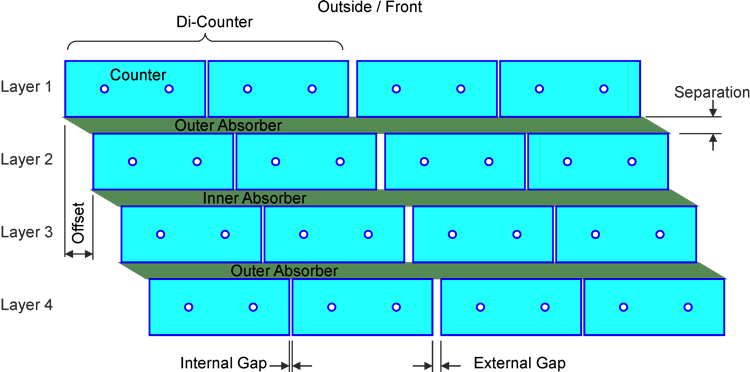 Outside / Front
Di-Counter
Layer 1
Counter
Separation
Outer Absorber
Layer 2
Inner Absorber
Offset
Layer 3
Outer Absorber
Layer 4
Internal Gap
External Gap